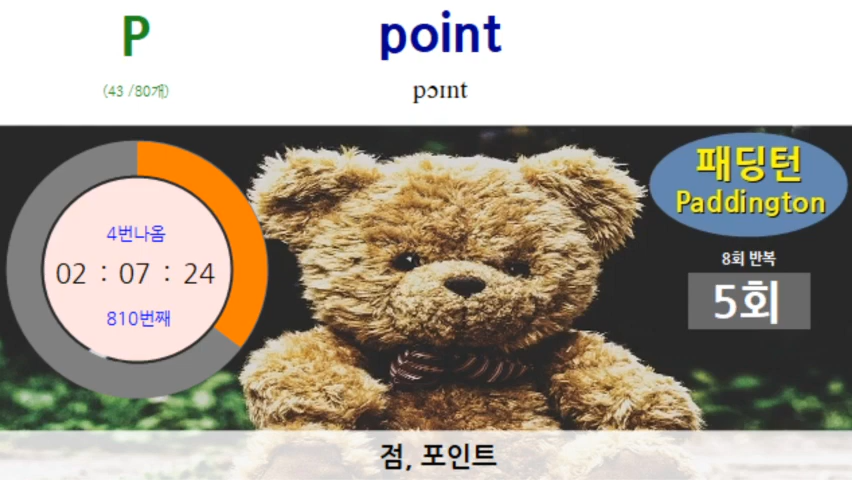 P
point
(43 /80개)
pɔɪnt
패딩턴
Paddington
4번나옴
02 : 07 : 24
810번째
8회 반복
5회
점, 포인트